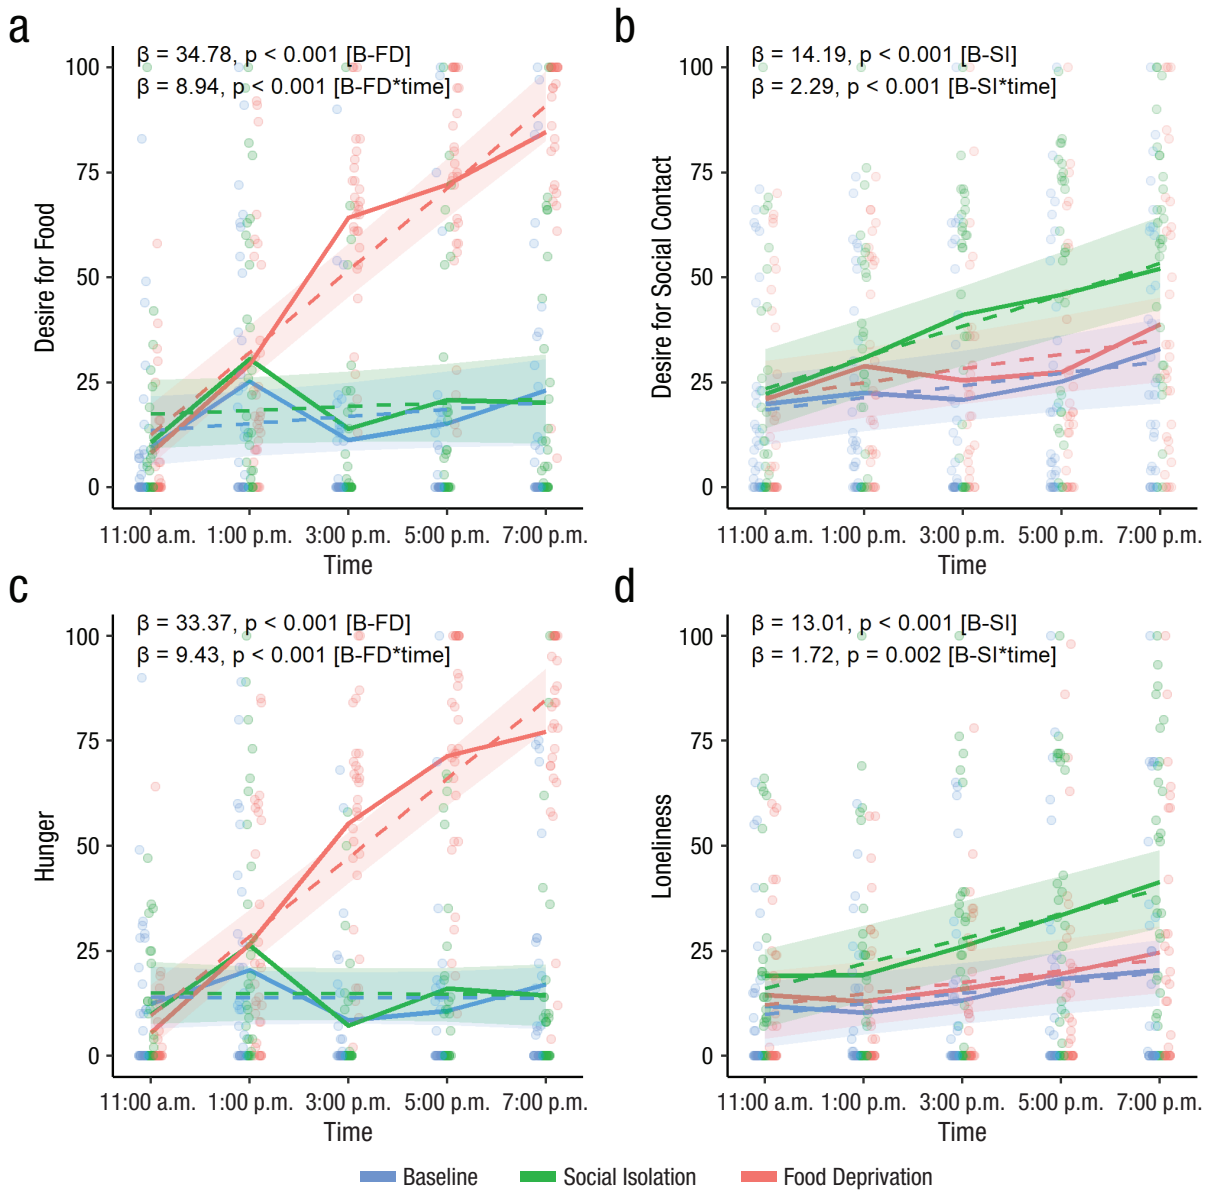 a
β = 34.78, p < 0.001 [B-FD]
β = 8.94, p < 0.001 [B-FD*time]
Desire for Food
100
75
50
25
0
11:00 a.m. 1:00 p.m. 3:00 p.m. 5:00 p.m. 7:00 p.m.
Time
b
β = 14.19, p < 0.001 [B-SI]
β = 2.29, p < 0.001 [B-SI*time]
Desire for Social Contact
100
75
50
25
0
11:00 a.m. 1:00 p.m. 3:00 p.m. 5:00 p.m. 7:00 p.m.
Time
c
β = 33.37, p < 0.001 [B-FD]
β = 9.43, p < 0.001 [B-FD*time]
Hunger
100
75
50
25
0
11:00 a.m. 1:00 p.m. 3:00 p.m. 5:00 p.m. 7:00 p.m.
Time
d
β = 13.01, p < 0.001 [B-SI]
β = 1.72, p = 0.002 [B-SI*time]
Loneliness
100
75
50
25
0
11:00 a.m. 1:00 p.m. 3:00 p.m. 5:00 p.m. 7:00 p.m.
Time
Baseline Social Isolation Food Deprivation